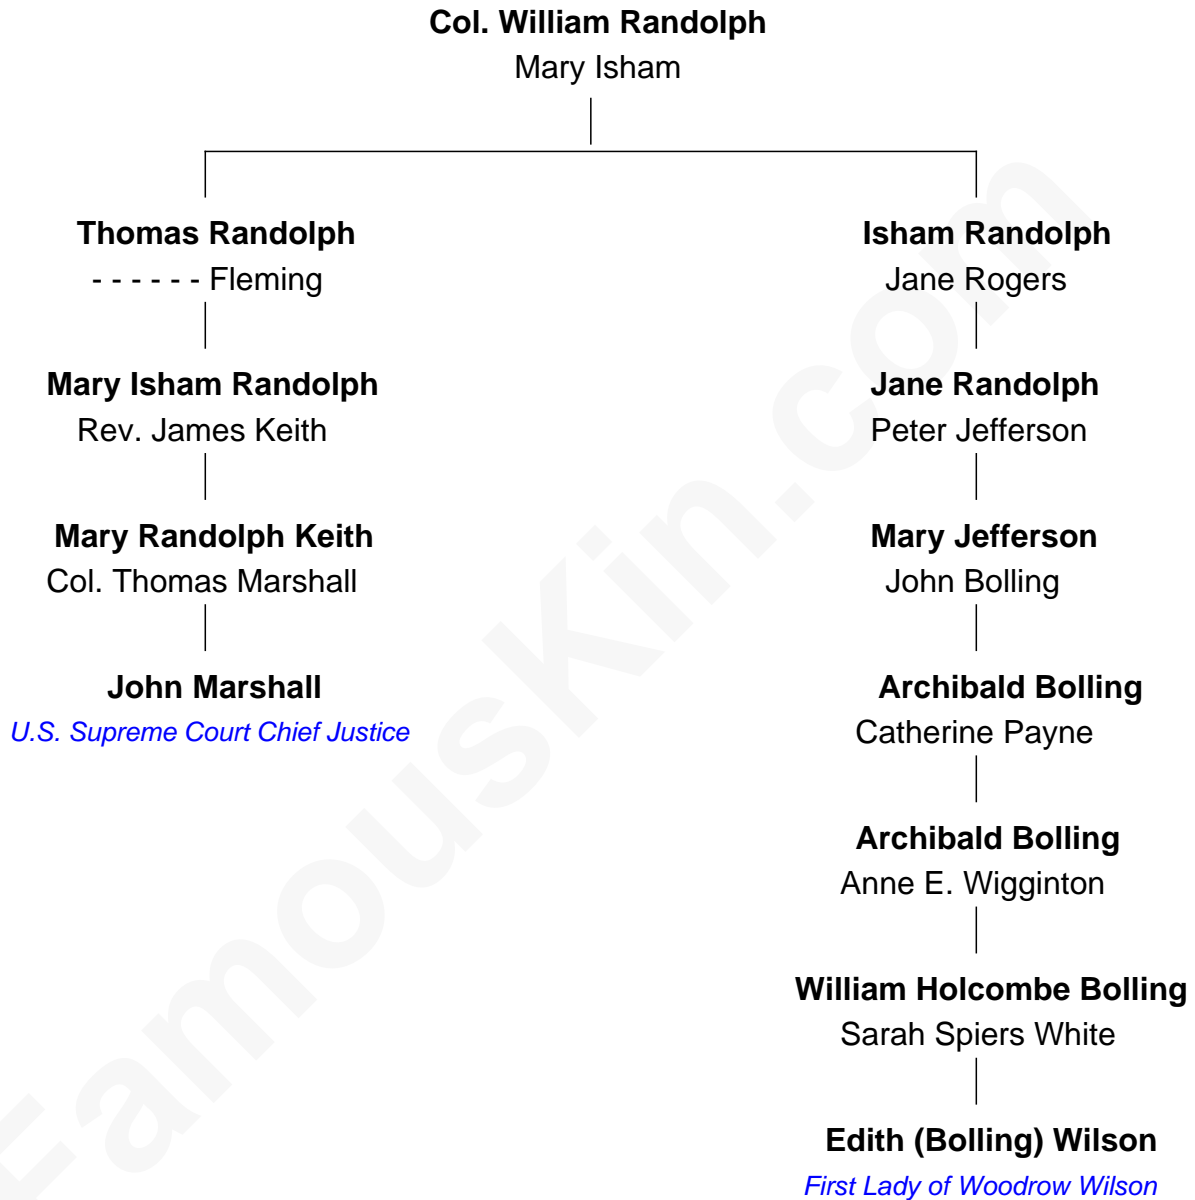 Col. William Randolph
Mary Isham
Thomas Randolph
- - - - - - Fleming
Mary Isham Randolph
Rev. James Keith
Mary Randolph Keith
Col. Thomas Marshall
John Marshall
U.S. Supreme Court Chief Justice
Isham Randolph
Jane Rogers
Jane Randolph
Peter Jefferson
Mary Jefferson
John Bolling
Archibald Bolling
Catherine Payne
Archibald Bolling
Anne E. Wigginton
William Holcombe Bolling
Sarah Spiers White
Edith (Bolling) Wilson
First Lady of Woodrow Wilson
FamousKin.com